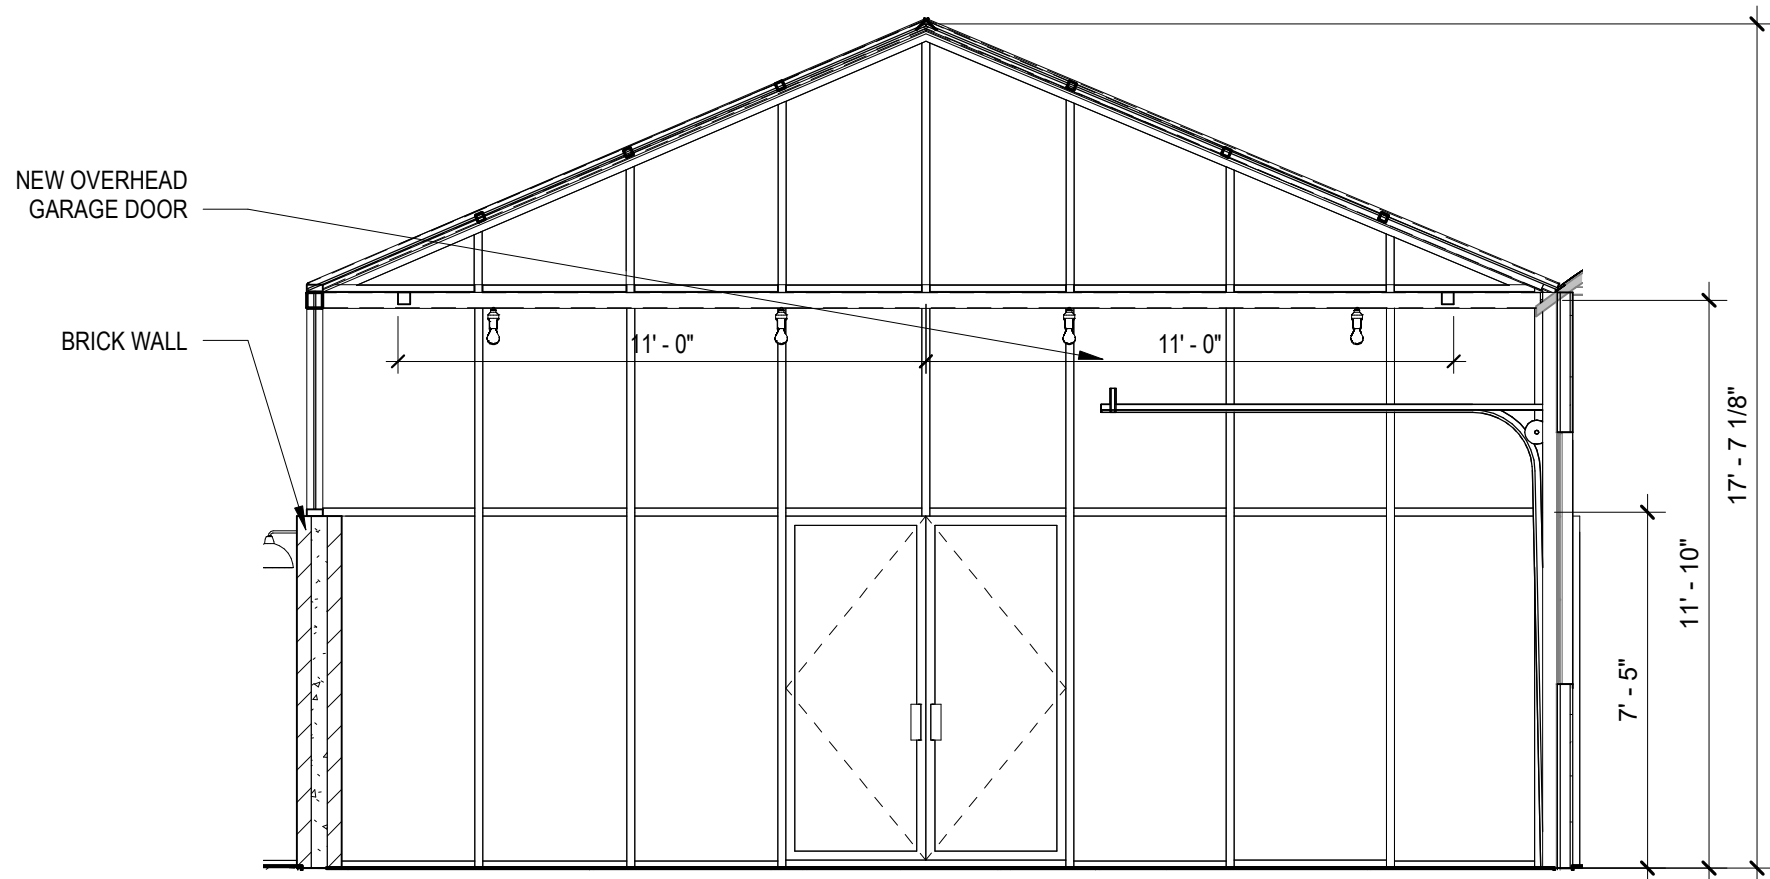 NEW OVERHEAD
GARAGE DOOR
BRICK WALL
11' - 0"
11' - 0"
7' - 5"
11' - 10"
17' - 7 1/8"